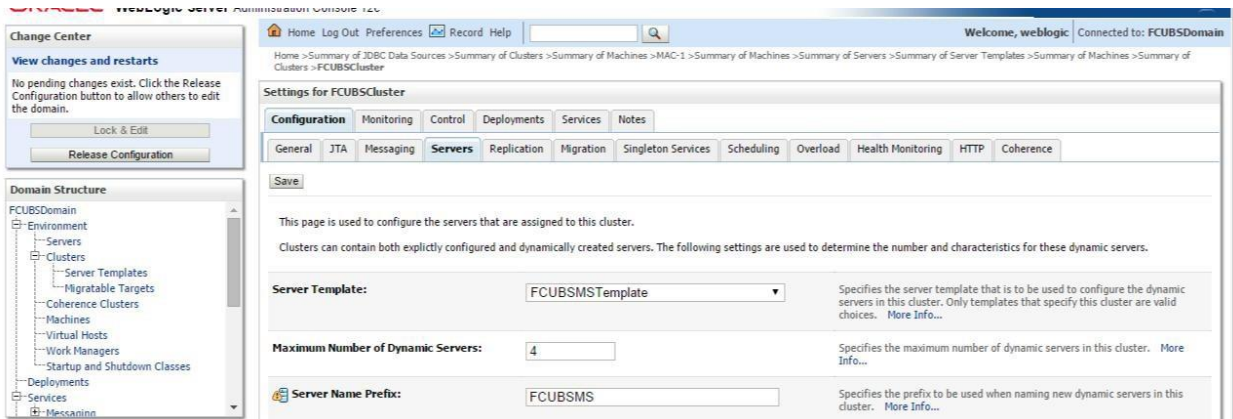 WebLogic Server Administration Console 12c
Change Center
View changes and restarts
No pending changes exist. Click the Release
Configuration button to allow others to edit
the domain.
Lock & Edit
Release Configuration
Domain Structure
FCUBSDomain
Environment
Servers
Clusters
Server Templates
Migratable Targets
Coherence Clusters
Machines
Virtual Hosts
Work Managers
Startup and Shutdown Classes
Deployments
Services
Messaging
Home Log Out Preferences Record Help
Welcome, weblogic Connected to: FCUBSDomain
Home >Summary of JDBC Data Sources >Summary of Clusters >Summary of Machines >MAC-1 >Summary of Machines >Summary of Servers >Summary of Server Templates >Summary of Machines >Summary of
Clusters >FCUBSCluster
Settings for FCUBSCluster
Configuration Monitoring Control Deployments Services Notes
General JTA Messaging Servers Replication Migration Singleton Services Scheduling Overload Health Monitoring HTTP Coherence
Save
This page is used to configure the servers that are assigned to this cluster.
Clusters can contain both explictly configured and dynamically created servers. The following settings are used to determine the number and characteristics for these dynamic servers.
Server Template: FCUBSMSTemplate
Specifies the server template that is to be used to configure the dynamic
servers in this cluster. Only templates that specify this cluster are valid
choices. More Info...
Maximum Number of Dynamic Servers: 4
Specifies the maximum number of dynamic servers in this cluster. More
Info...
Server Name Prefix: FCUBSMS
Specifies the prefix to be used when naming new dynamic servers in this
cluster. More Info...